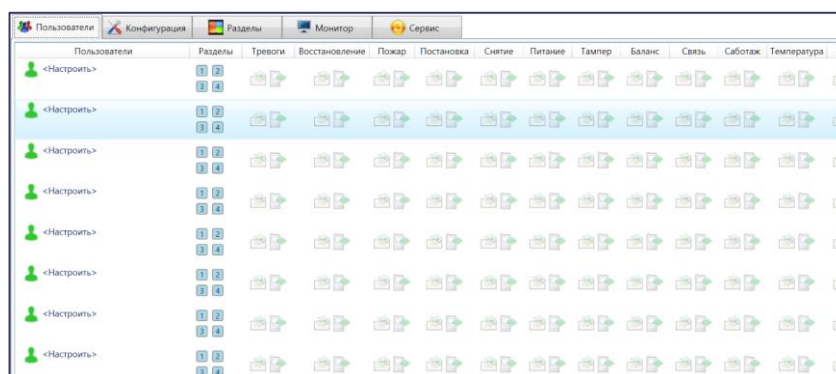 Пользователи Конфигурация Разделы Монитор Сервис
Пользователи Разделы Тревоги Восстановление Пожар Постановка Снятие Питание Тампер Баланс Связь Саботаж Температура
<Настроить> 1 2
3 4
<Настроить> 1 2
3 4
<Настроить> 1 2
3 4
<Настроить> 1 2
3 4
<Настроить> 1 2
3 4
<Настроить> 1 2
3 4
<Настроить> 1 2
3 4
<Настроить> 1 2
3 4